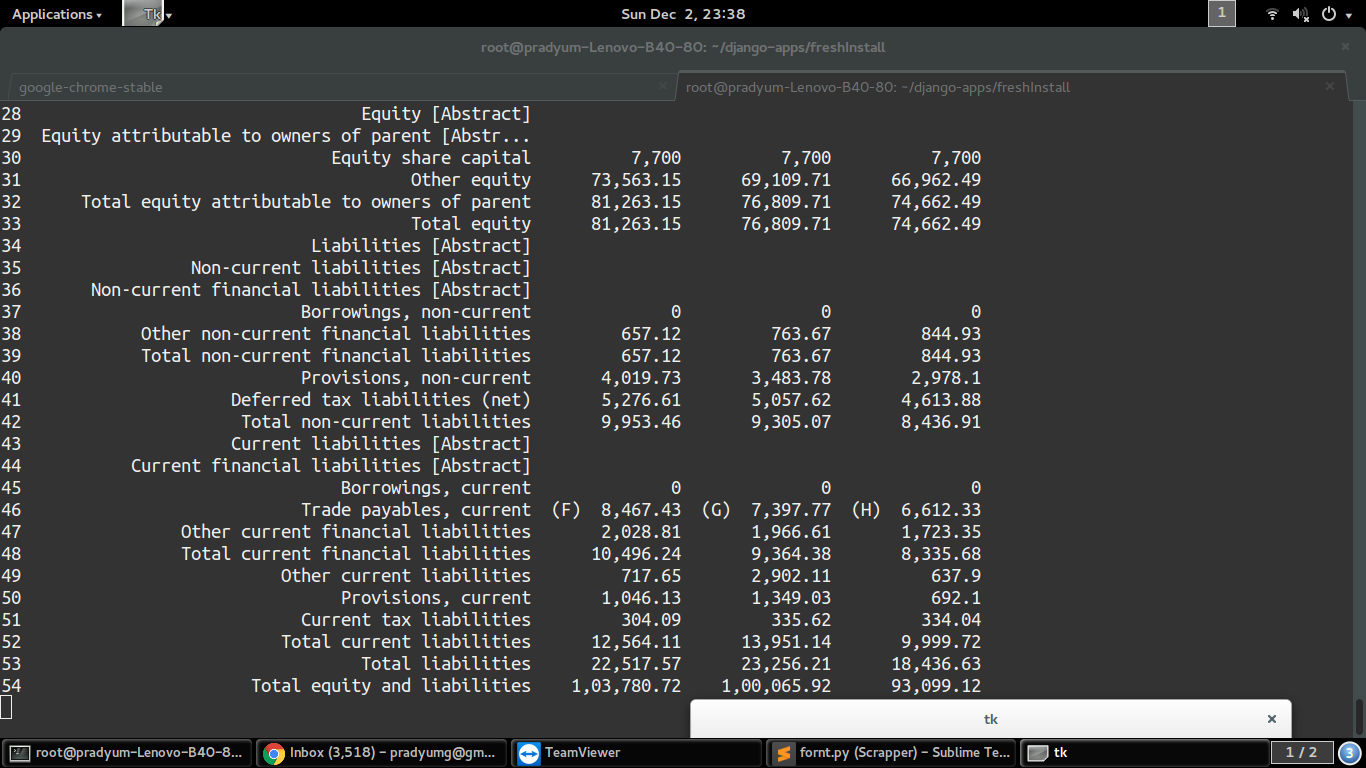 Applications Tk Sun Dec 2, 23:38 1
root@pradyum-Lenovo-B40-80: ~/django-apps/freshInstall
google-chrome-stable root@pradyum-Lenovo-B40-80: ~/django-apps/freshInstall
28 Equity [Abstract]
29 Equity attributable to owners of parent [Abstr...
30 Equity share capital 7,700 7,700 7,700
31 Other equity 73,563.15 69,109.71 66,962.49
32 Total equity attributable to owners of parent 81,263.15 76,809.71 74,662.49
33 Total equity 81,263.15 76,809.71 74,662.49
34 Liabilities [Abstract]
35 Non-current liabilities [Abstract]
36 Non-current financial liabilities [Abstract]
37 Borrowings, non-current 0 0 0
38 Other non-current financial liabilities 657.12 763.67 844.93
39 Total non-current financial liabilities 657.12 763.67 844.93
40 Provisions, non-current 4,019.73 3,483.78 2,978.1
41 Deferred tax liabilities (net) 5,276.61 5,057.62 4,613.88
42 Total non-current liabilities 9,953.46 9,305.07 8,436.91
43 Current liabilities [Abstract]
44 Current financial liabilities [Abstract]
45 Borrowings, current 0 0 0
46 Trade payables, current (F) 8,467.43 (G) 7,397.77 (H) 6,612.33
47 Other current financial liabilities 2,028.81 1,966.61 1,723.35
48 Total current financial liabilities 10,496.24 9,364.38 8,335.68
49 Other current liabilities 717.65 2,902.11 637.9
50 Provisions, current 1,046.13 1,349.03 692.1
51 Current tax liabilities 304.09 335.62 334.04
52 Total current liabilities 12,564.11 13,951.14 9,999.72
53 Total liabilities 22,517.57 23,256.21 18,436.63
54 Total equity and liabilities 1,03,780.72 1,00,065.92 93,099.12
tk
root@pradyum-Lenovo-B40-8... Inbox (3,518) – pradyumg@gm... TeamViewer fornt.py (Scrapper) – Sublime Te... tk 1 / 2 3